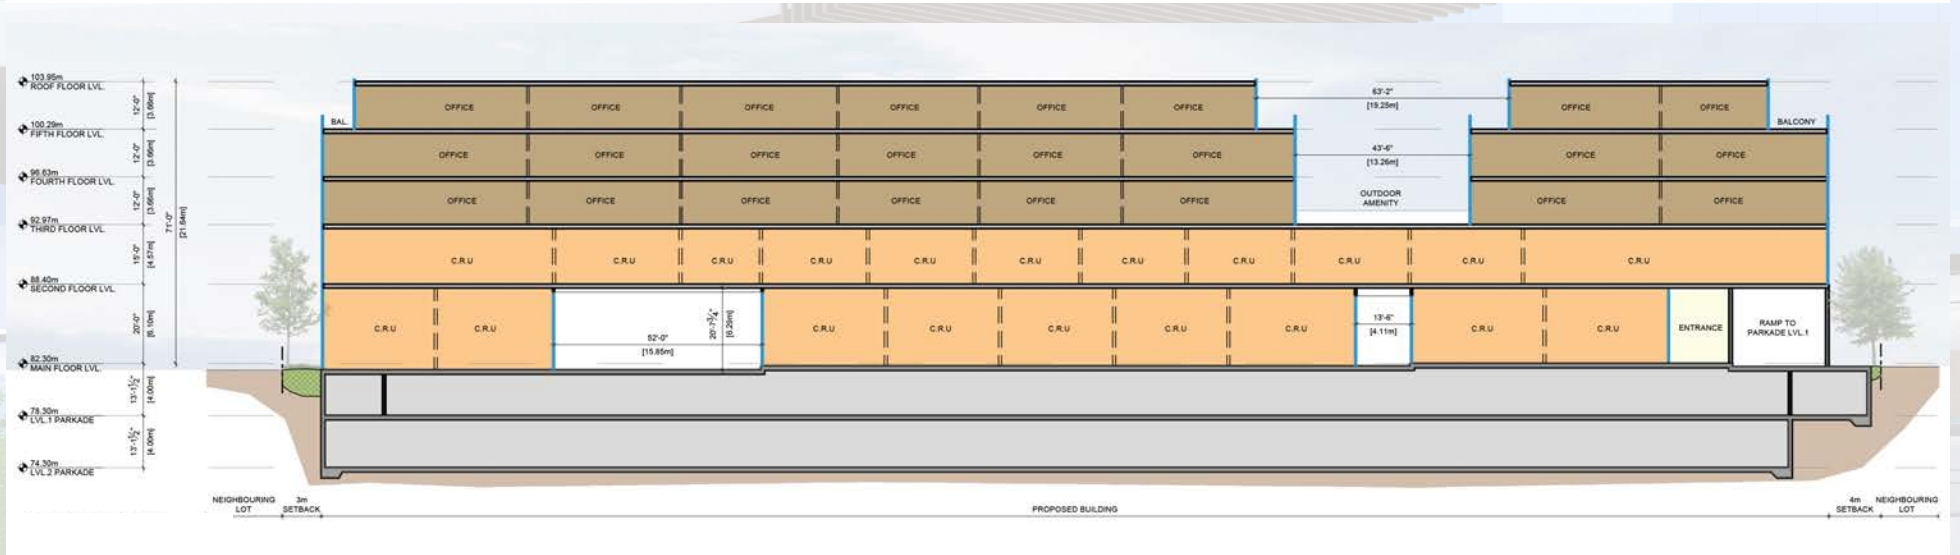 103.95m
ROOF FLOOR LVL.
12'-0"
[3.66m]
100.29m
FIFTH FLOOR LVL.
12'-0"
[3.66m]
96.63m
FOURTH FLOOR LVL.
12'-0"
[3.66m]
92.97m
THIRD FLOOR LVL.
15'-0"
[4.57m]
88.40m
SECOND FLOOR LVL.
20'-0"
[6.10m]
82.30m
MAIN FLOOR LVL.
13'-1½"
[4.00m]
78.30m
LVL.1 PARKADE
13'-1½"
[4.00m]
74.30m
LVL.2 PARKADE
71'-0"
[21.64m]
OFFICE OFFICE OFFICE OFFICE OFFICE OFFICE
63'-2"
[19.25m]
OFFICE OFFICE
BAL.
BALCONY
OFFICE OFFICE OFFICE OFFICE OFFICE OFFICE
43'-6"
[13.26m]
OFFICE OFFICE
OFFICE OFFICE OFFICE OFFICE OFFICE OFFICE
OUTDOOR
AMENITY
OFFICE OFFICE
C.R.U C.R.U C.R.U C.R.U C.R.U C.R.U C.R.U C.R.U C.R.U C.R.U C.R.U
C.R.U C.R.U
52'-0"
[15.85m]
20'-7¾"
[6.29m]
C.R.U C.R.U C.R.U C.R.U C.R.U
13'-6"
[4.11m]
C.R.U C.R.U
ENTRANCE
RAMP TO
PARKADE LVL.1
NEIGHBOURING
LOT
3m
SETBACK
PROPOSED BUILDING
4m
SETBACK
NEIGHBOURING
LOT